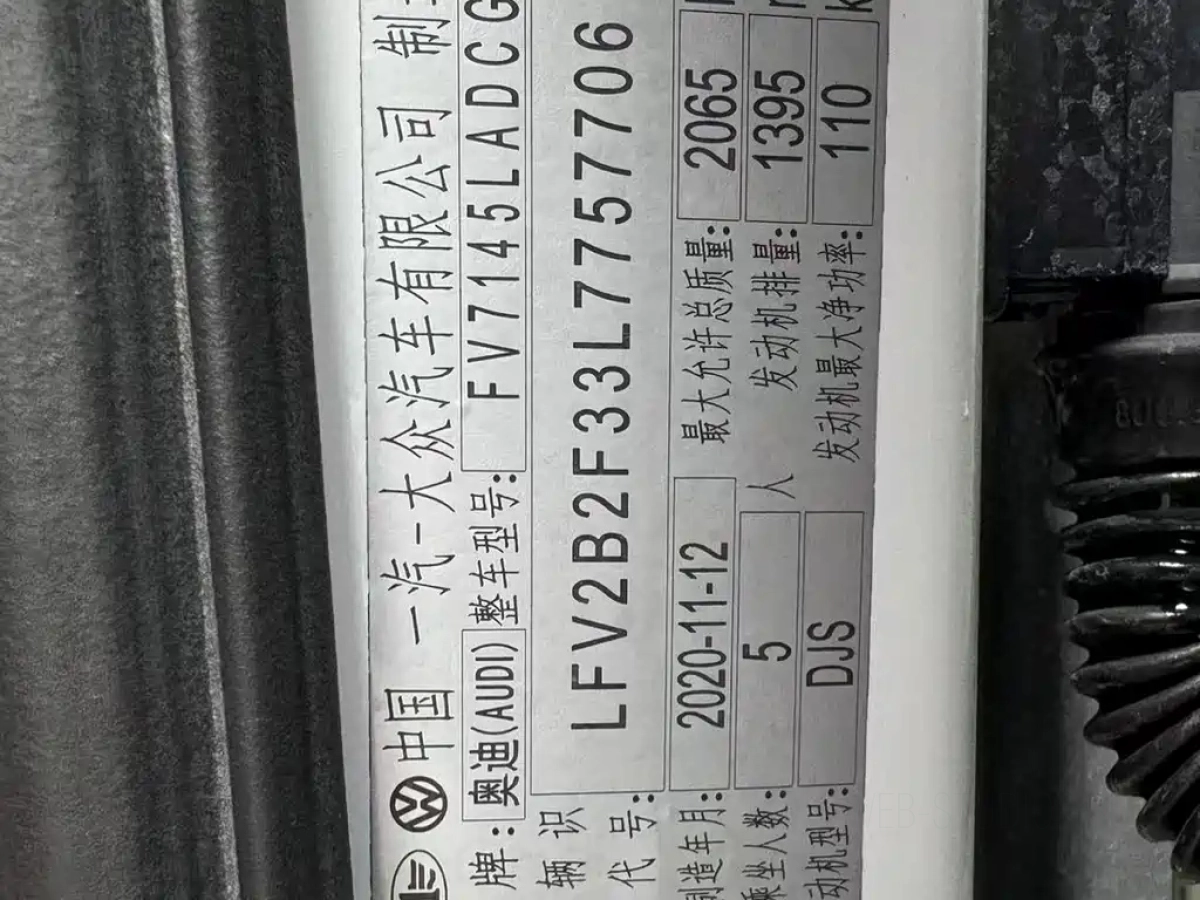 中国 一汽-大众汽车有限公司 制
牌: 奥迪(AUDI) 整车型号: FV7145LADCG
辆识代号: LFV2B2F33L7757706
制造年月: 2020-11-12 最大允许总质量: 2065
乘坐人数: 5 人 发动机排量: 1395
动机型号: DJS 发动机最大净功率: 110 k